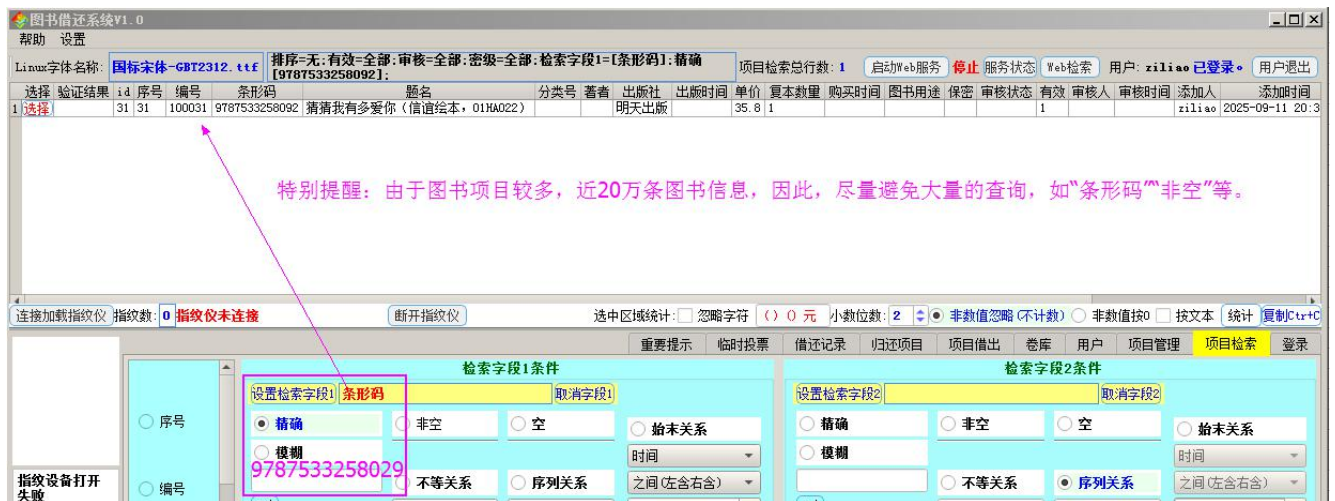 图书借还系统V1.0
帮助 设置
Linux字体名称: 国标宋体-GBT2312.ttf 排序=无;有效=全部;审核=全部;密级=全部;检索字段1=[条形码];精确[9787533258092]; 项目检索总行数: 1 启动Web服务 停止 服务状态 Web检索 用户: ziliao 已登录。 用户退出
选择 验证结果 id 序号 编号 条形码 题名 分类号 著者 出版社 出版时间 单价 复本数量 购买时间 图书用途 保密 审核状态 有效 审核人 审核时间 添加人 添加时间
1 选择 31 31 100031 9787533258092 猜猜我有多爱你（信谊绘本，01HA022） 明天出版 35.8 1 1 ziliao 2025-09-11 20:3
特别提醒：由于图书项目较多，近20万条图书信息，因此，尽量避免大量的查询，如“条形码”“非空”等。
连接加载指纹仪 指纹数: 0 指纹仪未连接 断开指纹仪 选中区域统计: 忽略字符 () () 元 小数位数: 2 非数值忽略(不计数) 非数值按0 按文本 统计 复制Ctr+C
重要提示 临时投票 借还记录 归还项目 项目借出 卷库 用户 项目管理 项目检索 登录
检索字段1条件 检索字段2条件
设置检索字段1 条形码 取消字段1 设置检索字段2 取消字段2
序号 精确 非空 空 始末关系 精确 非空 空 始末关系
模糊 时间 模糊 时间
9787533258029
指纹设备打开失败 编号 不等关系 序列关系 之间(左含右含) 不等关系 序列关系 之间(左含右含)